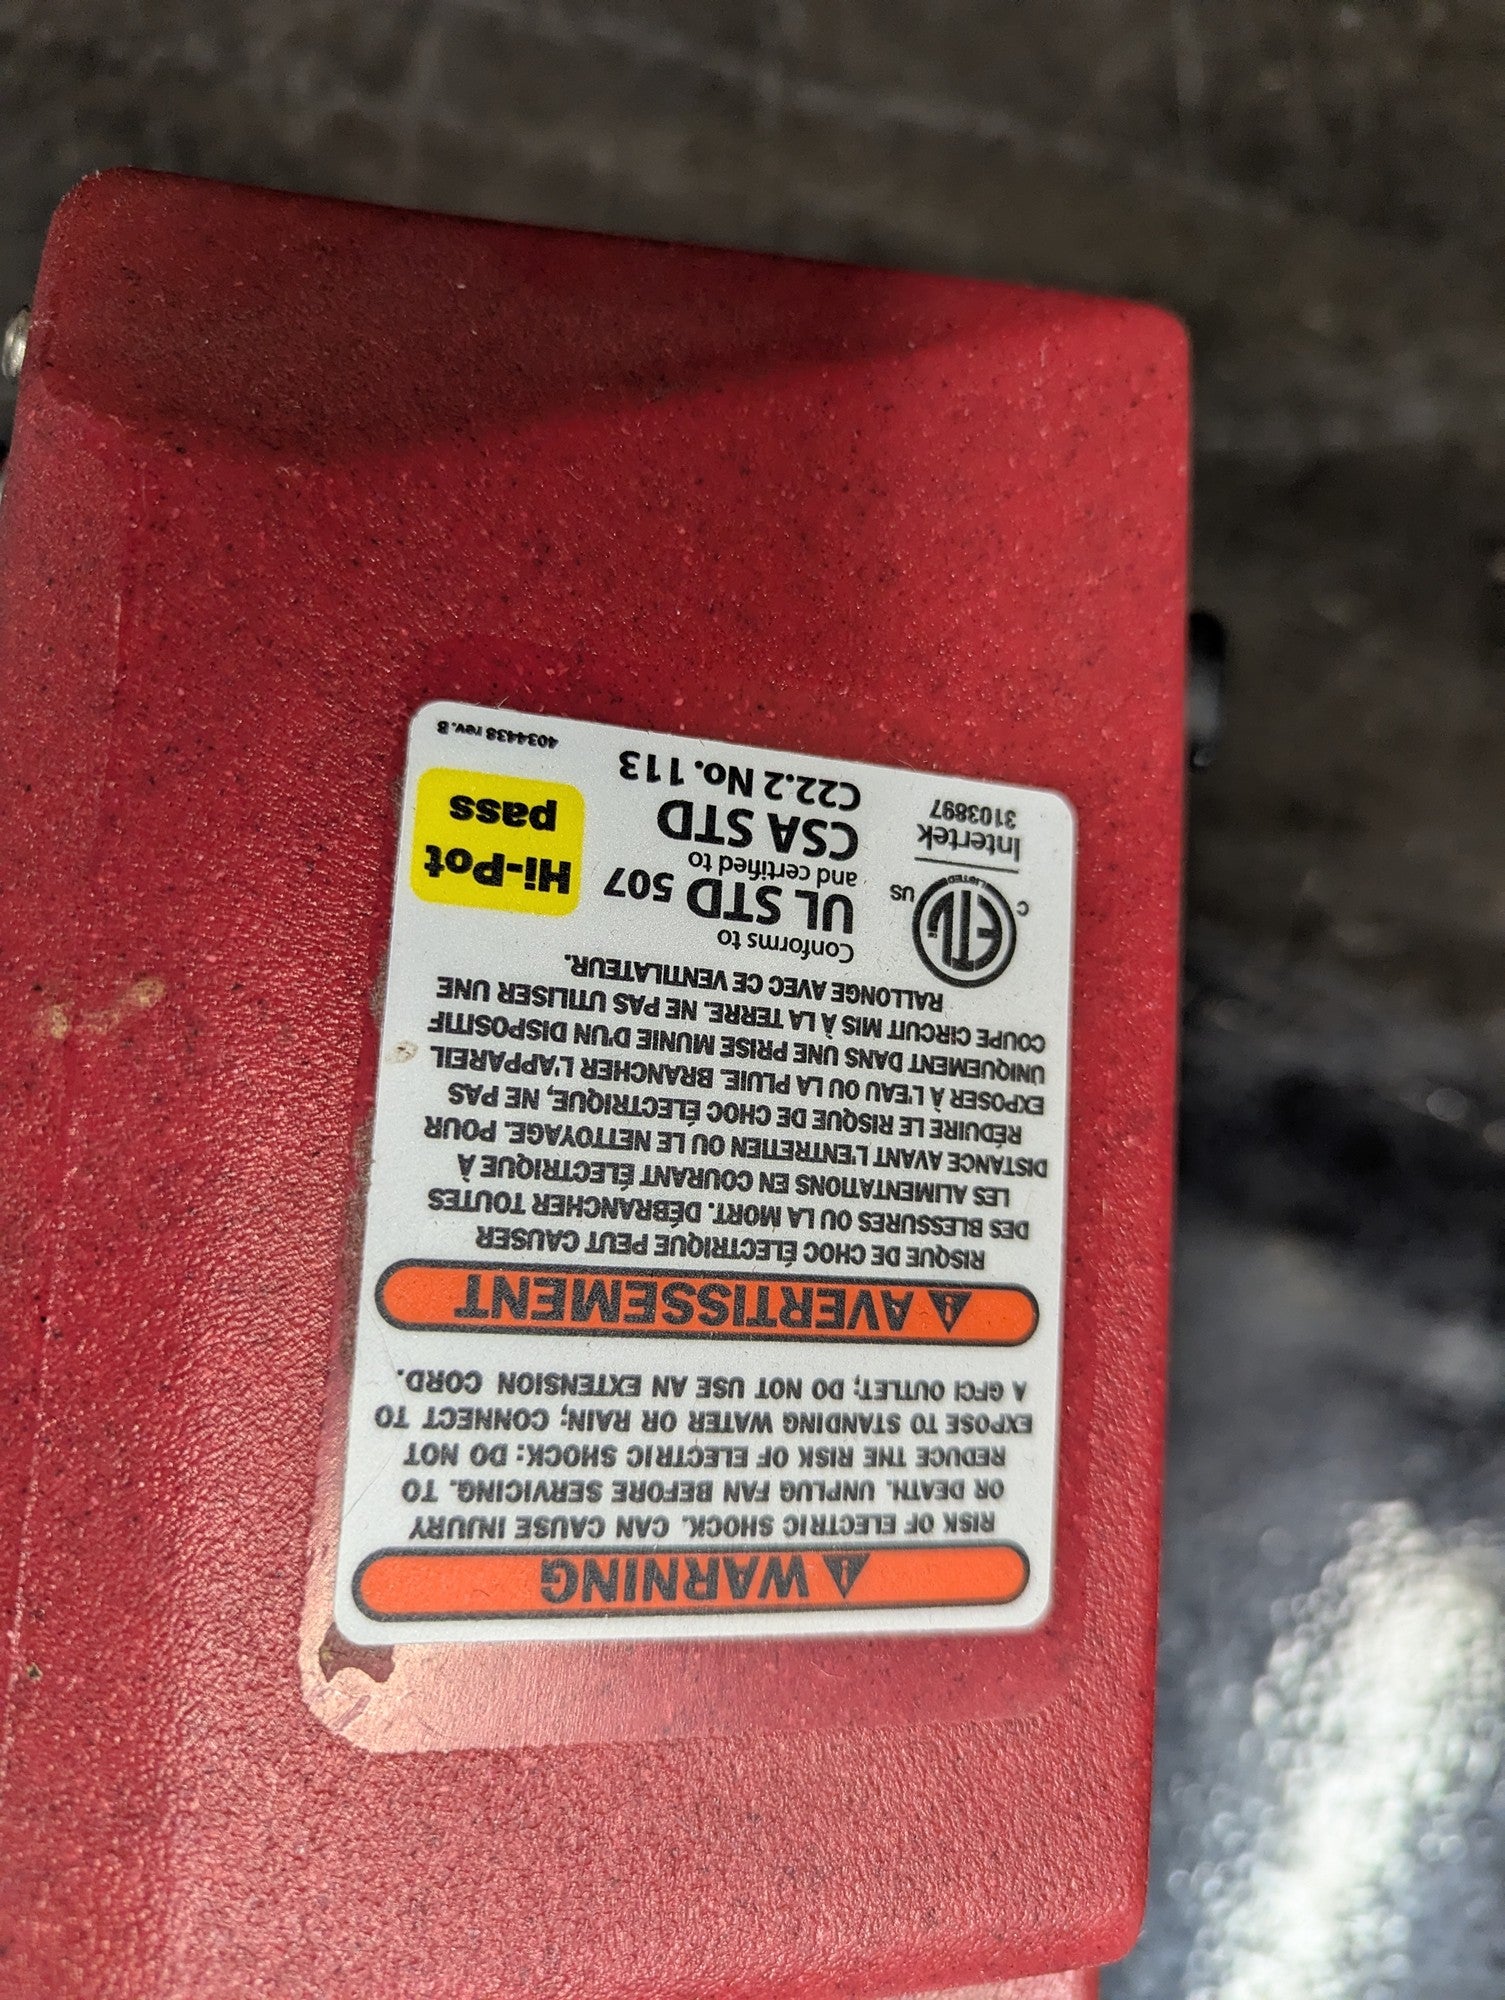 WARNING
RISK OF ELECTRIC SHOCK. CAN CAUSE INJURY
OR DEATH. UNPLUG FAN BEFORE SERVICING. TO
REDUCE THE RISK OF ELECTRIC SHOCK: DO NOT
EXPOSE TO STANDING WATER OR RAIN; CONNECT TO
A GFCI OUTLET; DO NOT USE AN EXTENSION CORD.
AVERTISSEMENT
RISQUE DE CHOC ÉLECTRIQUE PEUT CAUSER
DES BLESSURES OU LA MORT. DÉBRANCHER TOUTES
LES ALIMENTATIONS EN COURANT ÉLECTRIQUE À
DISTANCE AVANT L'ENTRETIEN OU LE NETTOYAGE. POUR
RÉDUIRE LE RISQUE DE CHOC ÉLECTRIQUE, NE PAS
EXPOSER À L'EAU OU LA PLUIE. BRANCHER L'APPAREIL
UNIQUEMENT DANS UNE PRISE MUNIE D'UN DISPOSITIF
COUPE CIRCUIT MIS À LA TERRE. NE PAS UTILISER UNE
RALLONGE AVEC CE VENTILATEUR.
C ETL US
LISTED
Intertek
3103897
Conforms to
UL STD 507
and certified to
CSA STD
C22.2 No. 113
Hi-Pot
pass
4034438 rev. B